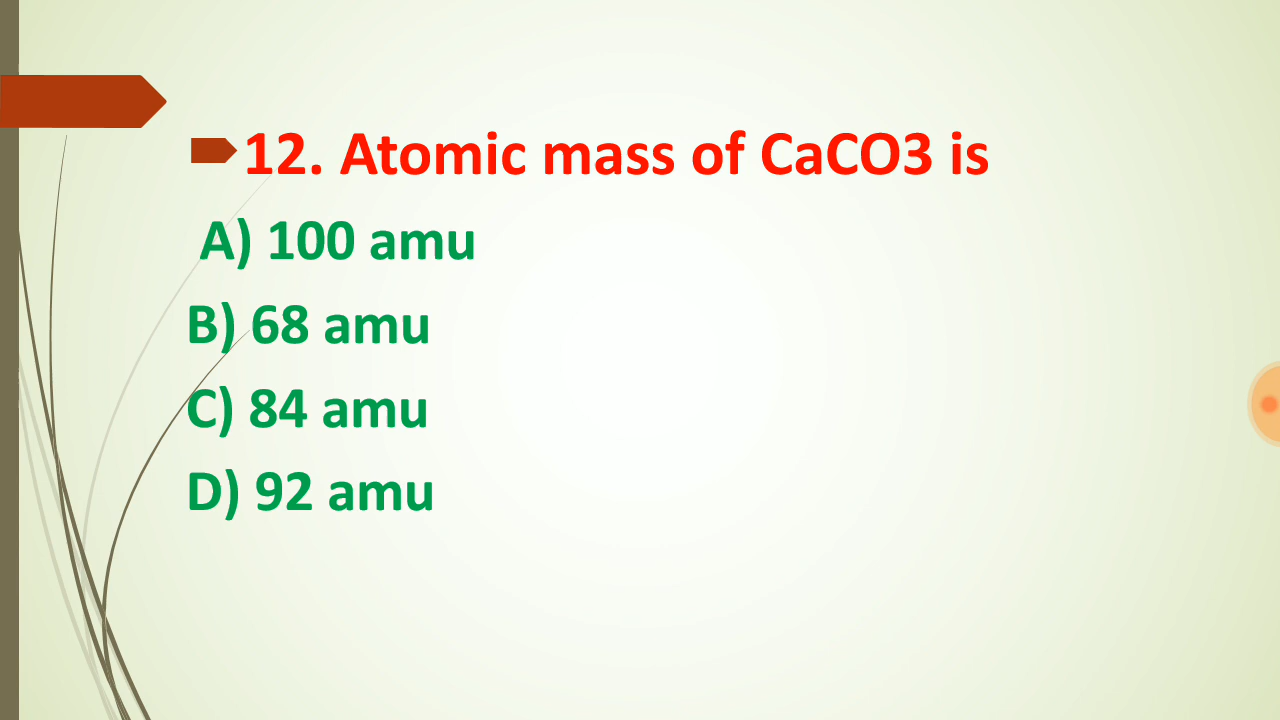 12. Atomic mass of CaCO3 is
A) 100 amu
B) 68 amu
C) 84 amu
D) 92 amu